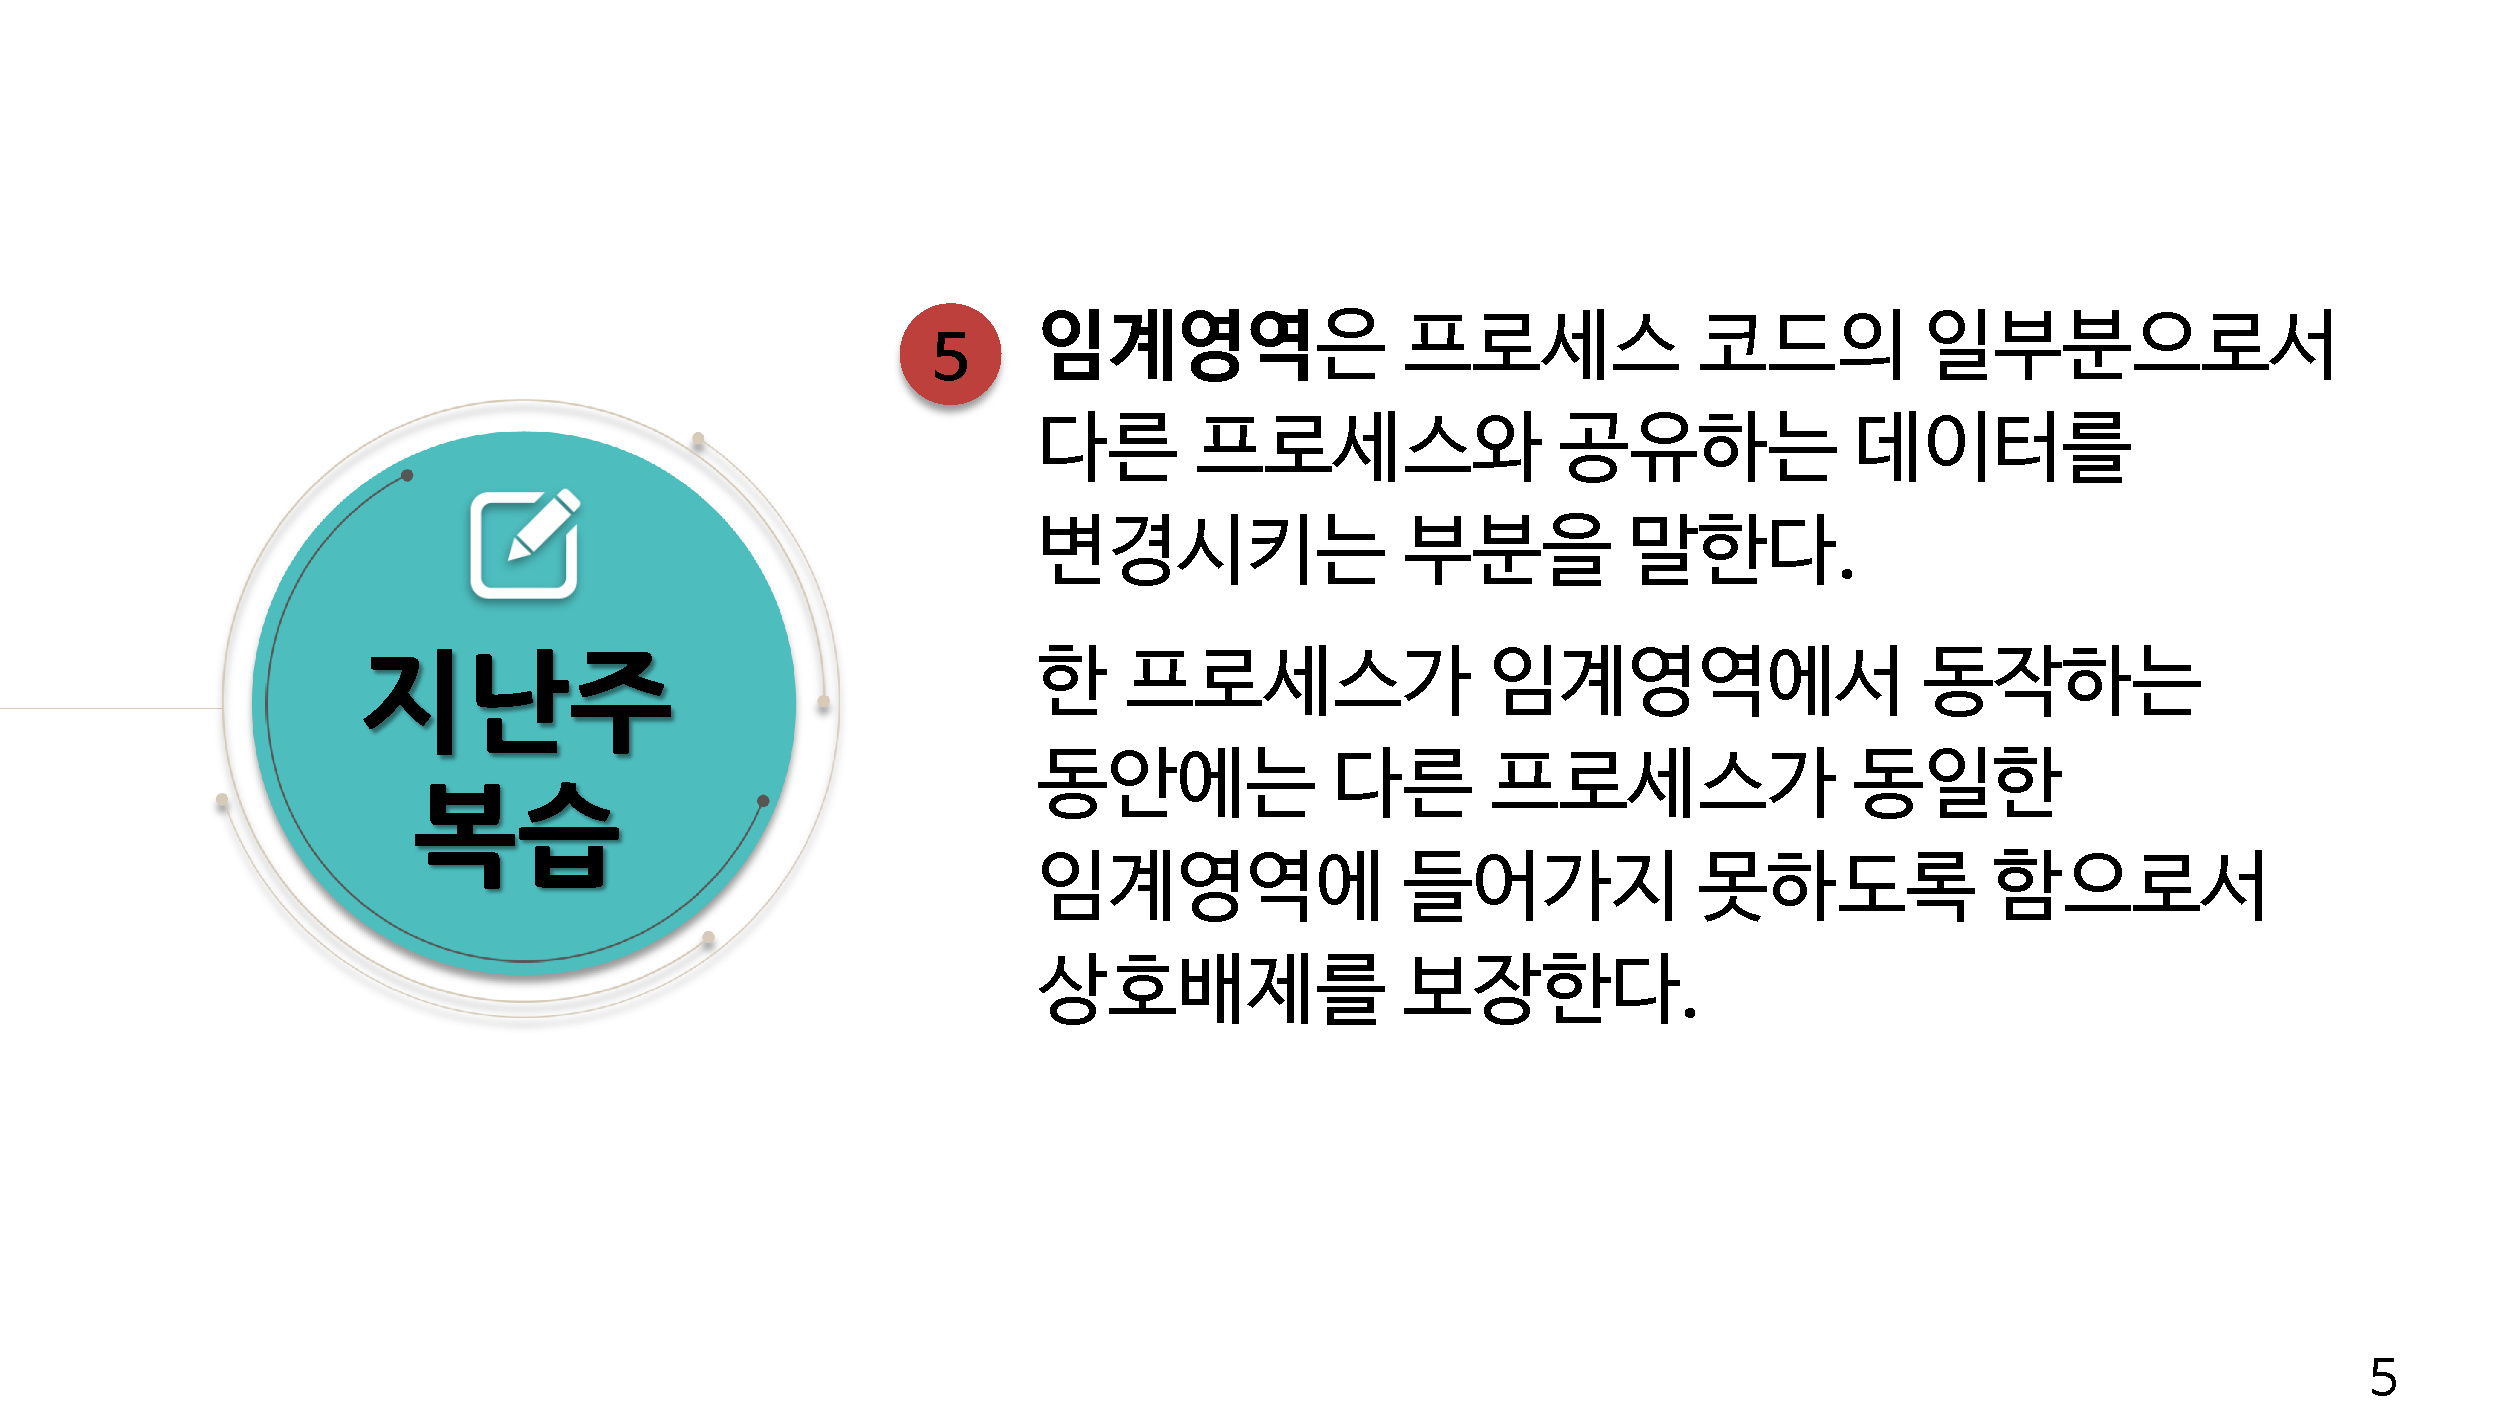 지난주
복습
5
임계영역은 프로세스 코드의 일부분으로서
다른 프로세스와 공유하는 데이터를
변경시키는 부분을 말한다.
한 프로세스가 임계영역에서 동작하는
동안에는 다른 프로세스가 동일한
임계영역에 들어가지 못하도록 함으로서
상호배제를 보장한다.
5